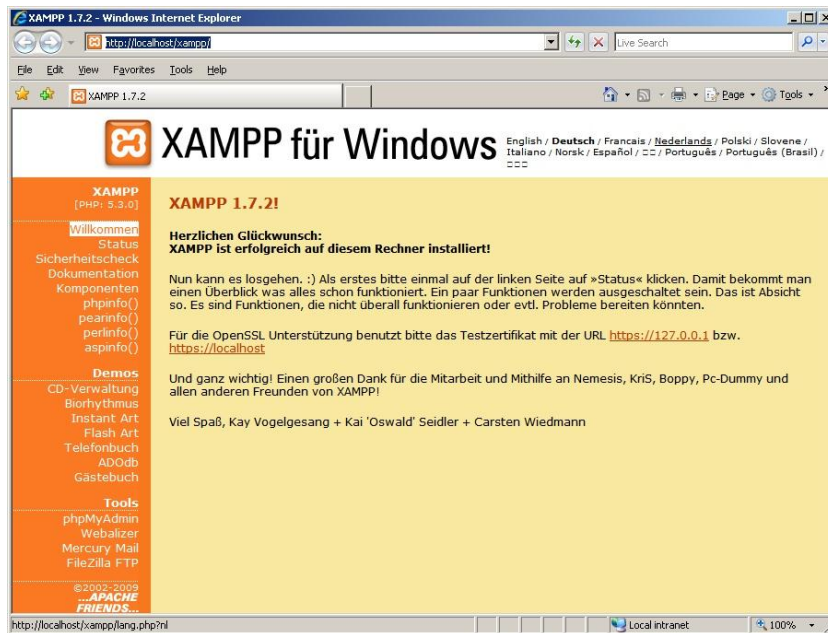 XAMPP 1.7.2 - Windows Internet Explorer
http://localhost/xampp/
Live Search
File Edit View Favorites Tools Help
XAMPP 1.7.2
Page Tools
XAMPP für Windows
English / Deutsch / Francais / Nederlands / Polski / Slovene /
Italiano / Norsk / Español / □□ / Português / Português (Brasil) /
□□□
XAMPP
[PHP: 5.3.0]
Willkommen
Status
Sicherheitscheck
Dokumentation
Komponenten
phpinfo()
pearinfo()
perlinfo()
aspinfo()
Demos
CD-Verwaltung
Biorhythmus
Instant Art
Flash Art
Telefonbuch
ADOdb
Gästebuch
Tools
phpMyAdmin
Webalizer
Mercury Mail
FileZilla FTP
©2002-2009
...APACHE
FRIENDS...
XAMPP 1.7.2!
Herzlichen Glückwunsch:
XAMPP ist erfolgreich auf diesem Rechner installiert!
Nun kann es losgehen. :) Als erstes bitte einmal auf der linken Seite auf »Status« klicken. Damit bekommt man
einen Überblick was alles schon funktioniert. Ein paar Funktionen werden ausgeschaltet sein. Das ist Absicht
so. Es sind Funktionen, die nicht überall funktionieren oder evtl. Probleme bereiten könnten.
Für die OpenSSL Unterstützung benutzt bitte das Testzertifikat mit der URL https://127.0.0.1 bzw.
https://localhost
Und ganz wichtig! Einen großen Dank für die Mitarbeit und Mithilfe an Nemesis, KriS, Boppy, Pc-Dummy und
allen anderen Freunden von XAMPP!
Viel Spaß, Kay Vogelgesang + Kai 'Oswald' Seidler + Carsten Wiedmann
http://localhost/xampp/lang.php?nl
Local intranet
100%